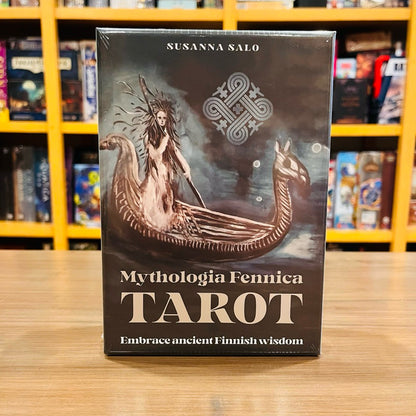 SUSANNA SALO
Mythologia Fennica
TAROT
Embrace ancient Finnish wisdom